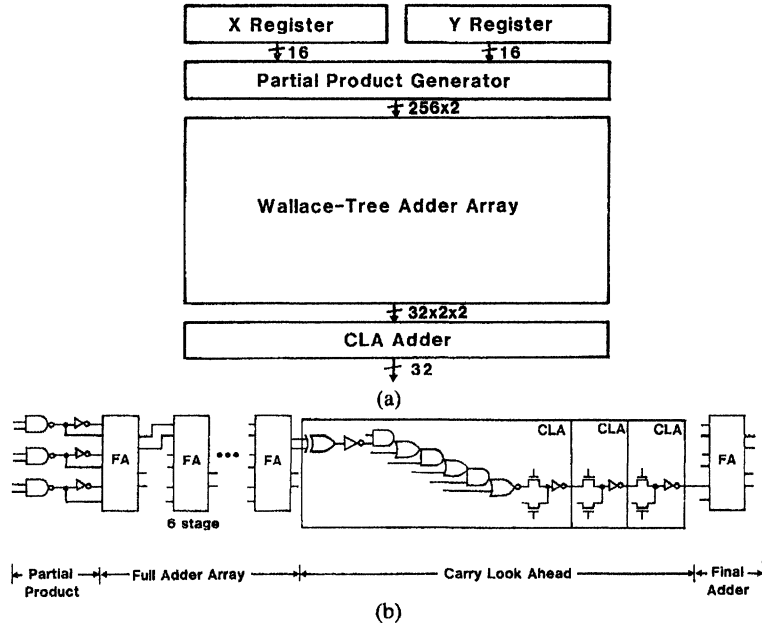 X Register
Y Register
16
16
Partial Product Generator
256x2
Wallace-Tree Adder Array
32x2x2
CLA Adder
32
(a)
CLA
CLA
CLA
FA
FA
FA
FA
6 stage
Partial
Product
Full Adder Array
Carry Look Ahead
Final
Adder
(b)